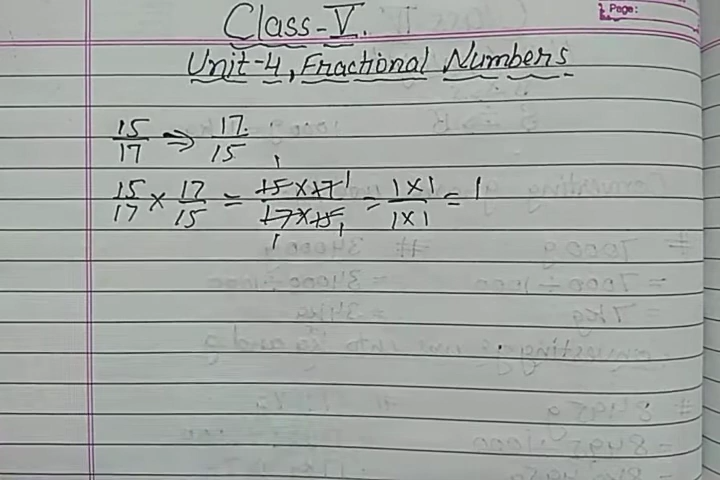 Page:
Class-V.
Unit-4, Fractional Numbers
15/17 ⇒ 17/15
15/17 × 17/15 = 15×17/17×15 = 1×1/1×1 = 1